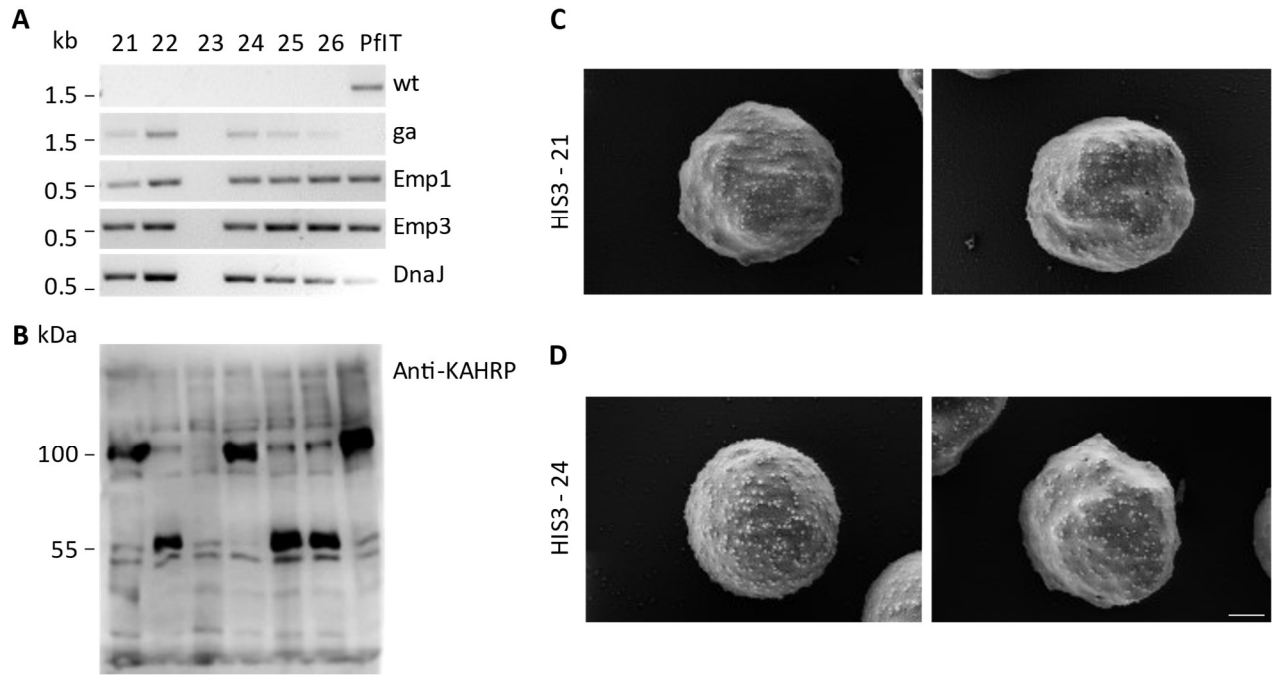 A
kb 21 22 23 24 25 26 PfIT
1.5 – wt
1.5 – ga
0.5 – Emp1
0.5 – Emp3
0.5 – DnaJ
B kDa
Anti-KAHRP
100 –
55 –
C
HIS3 - 21
D
HIS3 - 24